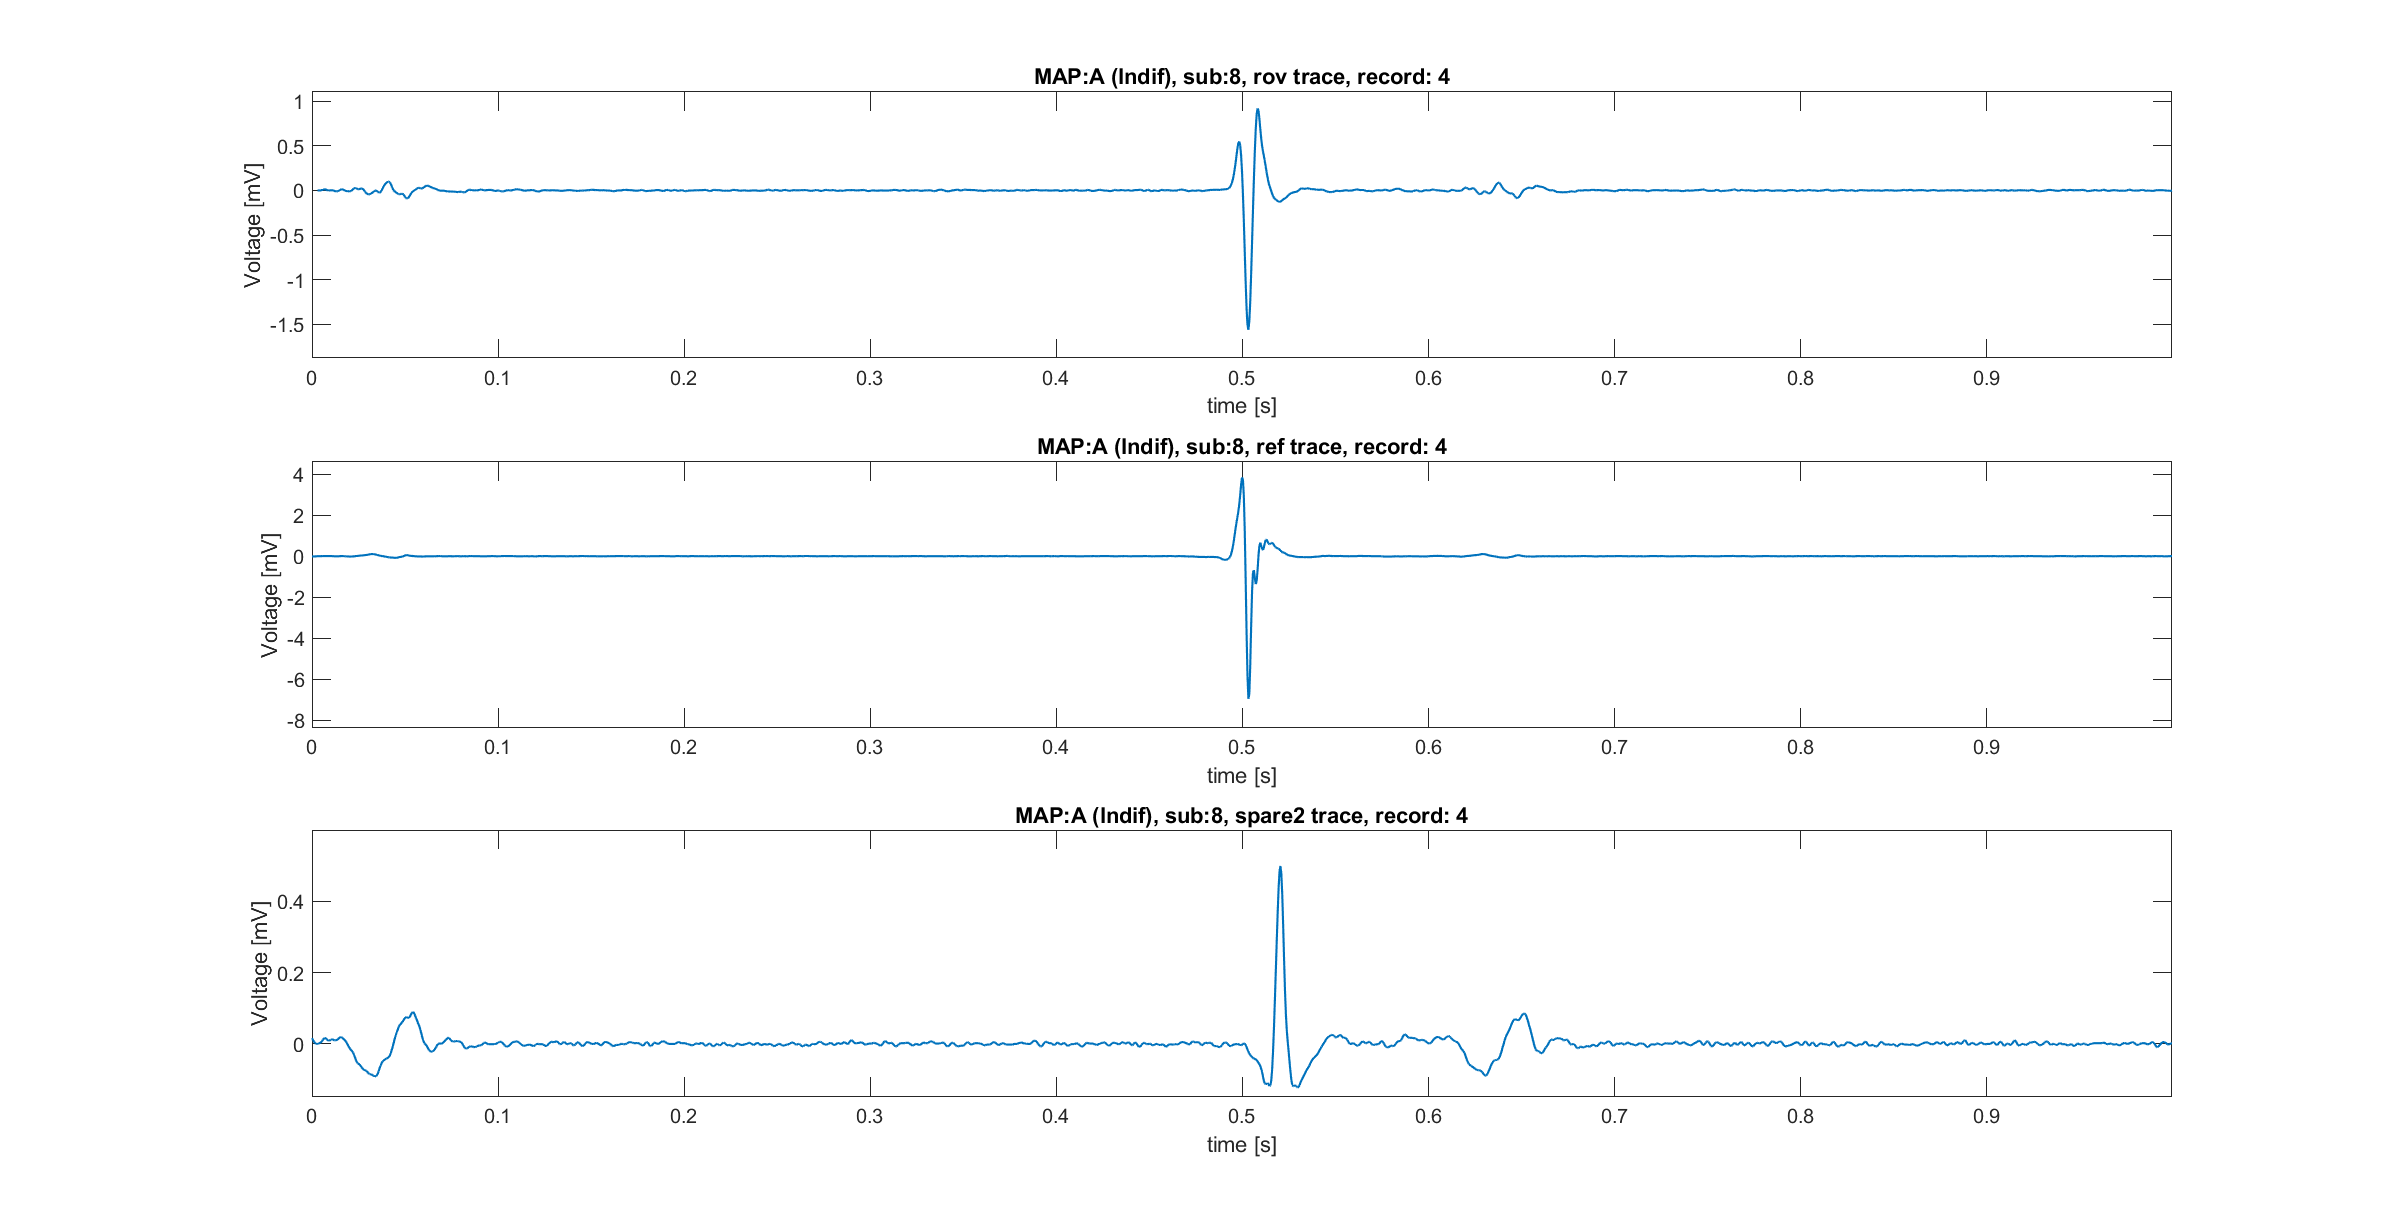 MAP:A (Indif), sub:8, rov trace, record: 4
1
0.5
0
-0.5
-1
-1.5
Voltage [mV]
0 0.1 0.2 0.3 0.4 0.5 0.6 0.7 0.8 0.9
time [s]
MAP:A (Indif), sub:8, ref trace, record: 4
4
2
0
-2
-4
-6
-8
Voltage [mV]
0 0.1 0.2 0.3 0.4 0.5 0.6 0.7 0.8 0.9
time [s]
MAP:A (Indif), sub:8, spare2 trace, record: 4
0.4
0.2
0
Voltage [mV]
0 0.1 0.2 0.3 0.4 0.5 0.6 0.7 0.8 0.9
time [s]